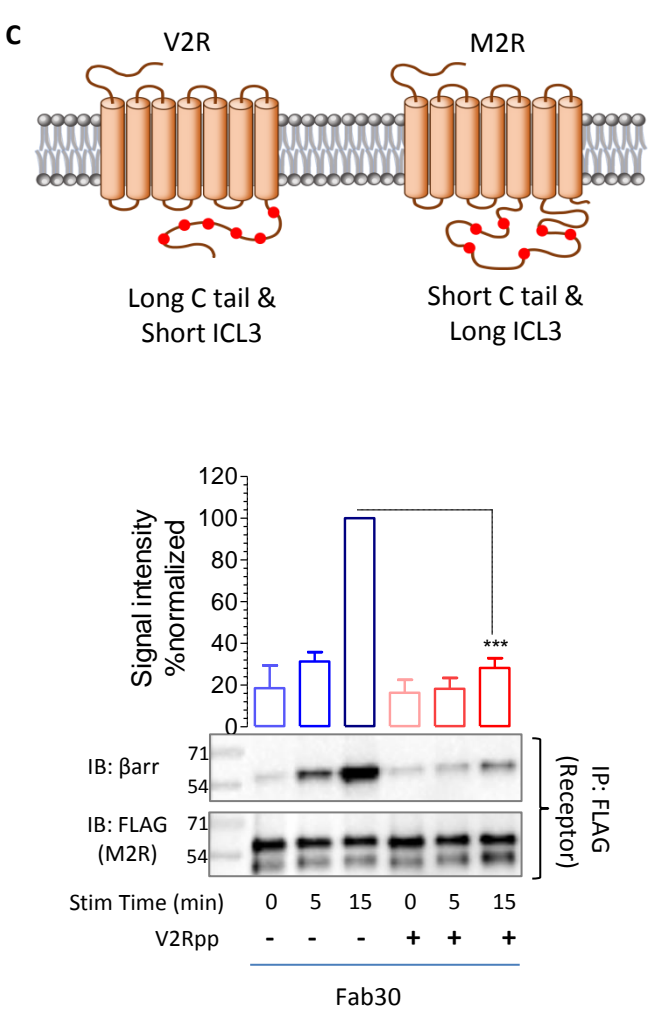 C
V2R
M2R
Long C tail &
Short ICL3
Short C tail &
Long ICL3
Signal intensity
%normalized
120
100
80
60
40
20
0
***
IB: βarr
71
54
IB: FLAG
(M2R)
71
54
IP: FLAG
(Receptor)
Stim Time (min) 0 5 15 0 5 15
V2Rpp - - - + + +
Fab30